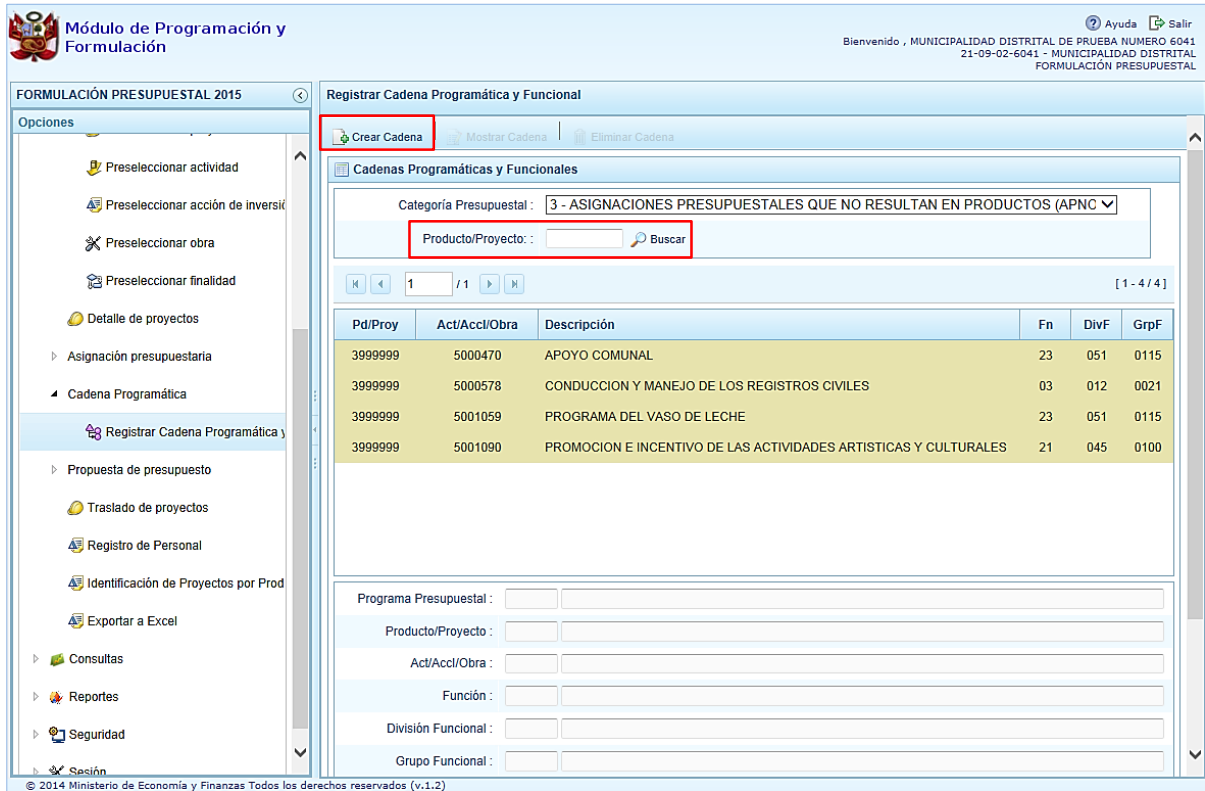 Módulo de Programación y
Formulación
Ayuda Salir
Bienvenido , MUNICIPALIDAD DISTRITAL DE PRUEBA NUMERO 6041
21-09-02-6041 - MUNICIPALIDAD DISTRITAL
FORMULACIÓN PRESUPUESTAL
FORMULACIÓN PRESUPUESTAL 2015
Opciones
Preseleccionar actividad
Preseleccionar acción de inversió
Preseleccionar obra
Preseleccionar finalidad
Detalle de proyectos
Asignación presupuestaria
Cadena Programática
Registrar Cadena Programática y
Propuesta de presupuesto
Traslado de proyectos
Registro de Personal
Identificación de Proyectos por Prod
Exportar a Excel
Consultas
Reportes
Seguridad
Sesión
Registrar Cadena Programática y Funcional
Crear Cadena Mostrar Cadena Eliminar Cadena
Cadenas Programáticas y Funcionales
Categoría Presupuestal : 3 - ASIGNACIONES PRESUPUESTALES QUE NO RESULTAN EN PRODUCTOS (APNC
Producto/Proyecto: : Buscar
1 / 1 [ 1 - 4 / 4 ]
Pd/Proy Act/AccI/Obra Descripción Fn DivF GrpF
3999999 5000470 APOYO COMUNAL 23 051 0115
3999999 5000578 CONDUCCION Y MANEJO DE LOS REGISTROS CIVILES 03 012 0021
3999999 5001059 PROGRAMA DEL VASO DE LECHE 23 051 0115
3999999 5001090 PROMOCION E INCENTIVO DE LAS ACTIVIDADES ARTISTICAS Y CULTURALES 21 045 0100
Programa Presupuestal :
Producto/Proyecto :
Act/AccI/Obra :
Función :
División Funcional :
Grupo Funcional :
© 2014 Ministerio de Economía y Finanzas Todos los derechos reservados (v.1.2)